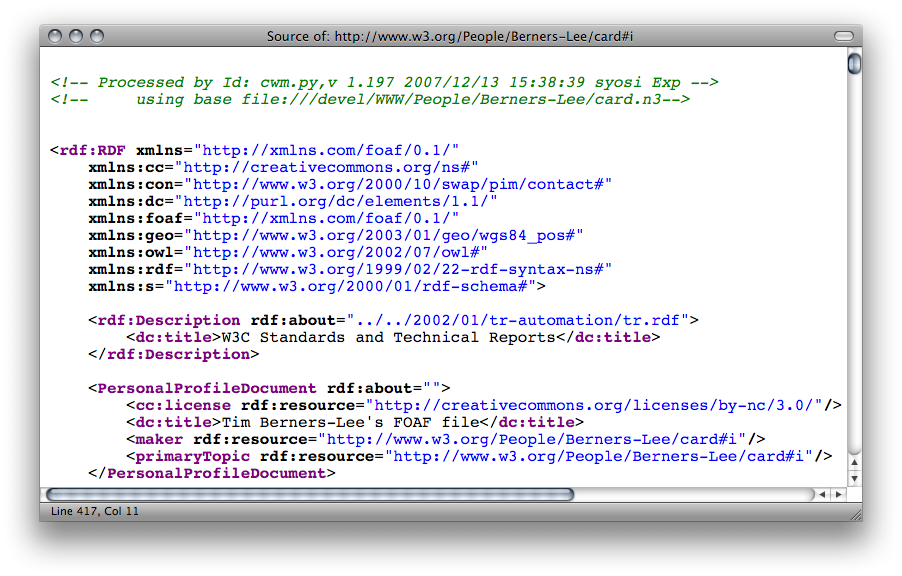 Source of: http://www.w3.org/People/Berners-Lee/card#i
<!-- Processed by Id: cwm.py,v 1.197 2007/12/13 15:38:39 syosi Exp -->
<!--     using base file:///devel/WWW/People/Berners-Lee/card.n3-->
<rdf:RDF xmlns="http://xmlns.com/foaf/0.1/"
    xmlns:cc="http://creativecommons.org/ns#"
    xmlns:con="http://www.w3.org/2000/10/swap/pim/contact#"
    xmlns:dc="http://purl.org/dc/elements/1.1/"
    xmlns:foaf="http://xmlns.com/foaf/0.1/"
    xmlns:geo="http://www.w3.org/2003/01/geo/wgs84_pos#"
    xmlns:owl="http://www.w3.org/2002/07/owl#"
    xmlns:rdf="http://www.w3.org/1999/02/22-rdf-syntax-ns#"
    xmlns:s="http://www.w3.org/2000/01/rdf-schema#">
    <rdf:Description rdf:about="../../2002/01/tr-automation/tr.rdf">
        <dc:title>W3C Standards and Technical Reports</dc:title>
    </rdf:Description>
    <PersonalProfileDocument rdf:about="">
        <cc:license rdf:resource="http://creativecommons.org/licenses/by-nc/3.0/"/>
        <dc:title>Tim Berners-Lee's FOAF file</dc:title>
        <maker rdf:resource="http://www.w3.org/People/Berners-Lee/card#i"/>
        <primaryTopic rdf:resource="http://www.w3.org/People/Berners-Lee/card#i"/>
    </PersonalProfileDocument>
Line 417, Col 11